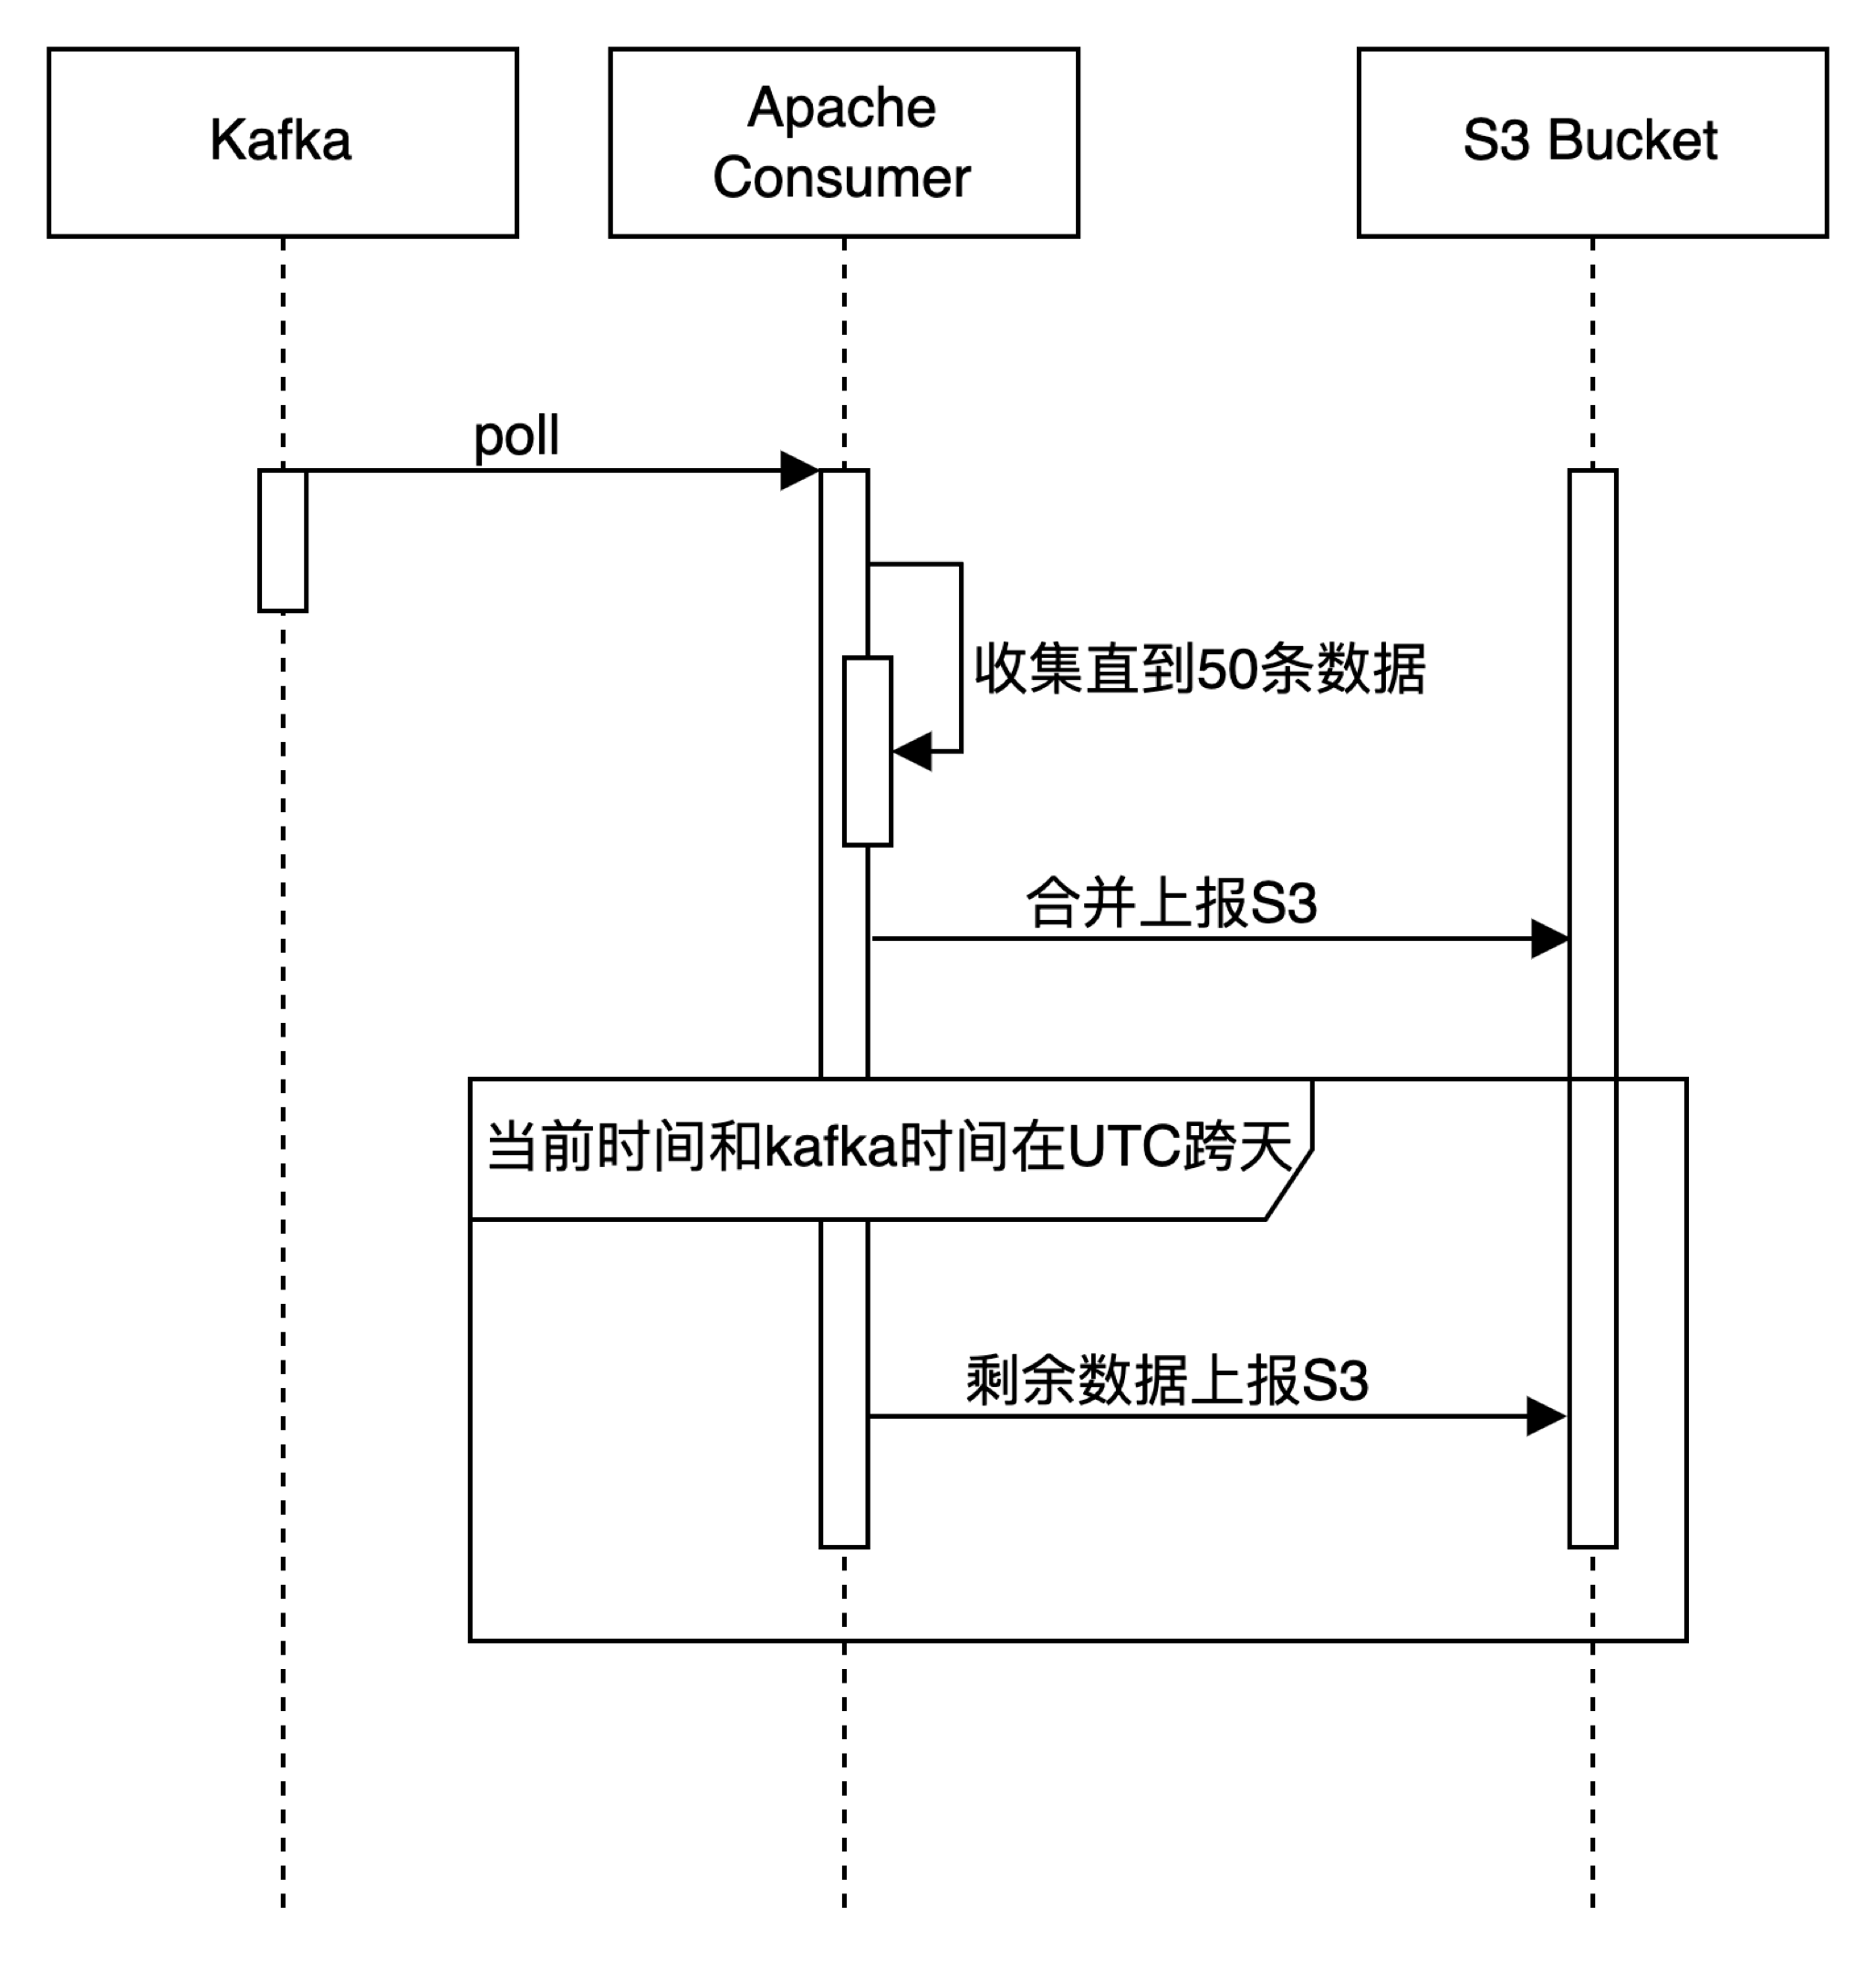 Kafka
Apache
Consumer
S3 Bucket
poll
收集直到50条数据
合并上报S3
当前时间和kafka时间在UTC跨天
剩余数据上报S3